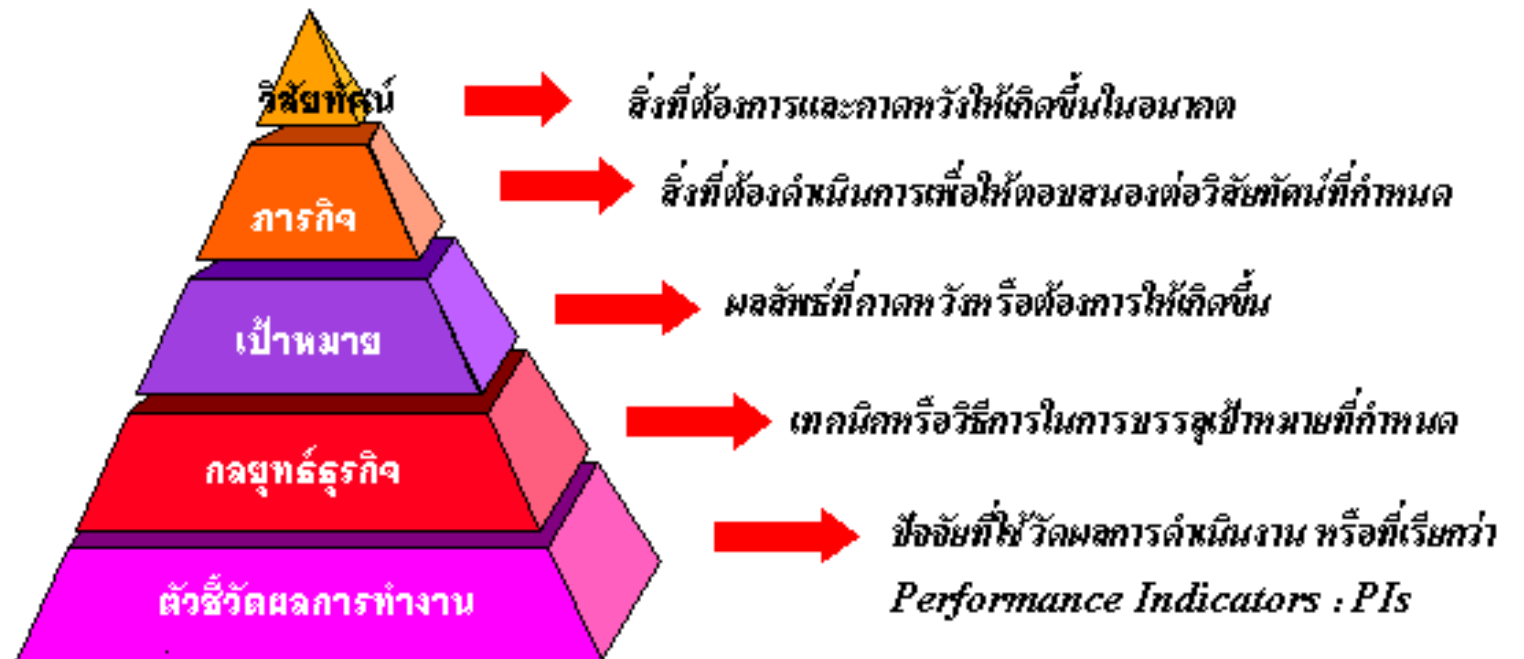 วิสัยทัศน์
สิ่งที่ต้องการและคาดหวังให้เกิดขึ้นในอนาคต
ภารกิจ
สิ่งที่ต้องดำเนินการเพื่อให้ตอบสนองต่อวิสัยทัศน์ที่กำหนด
เป้าหมาย
ผลลัพธ์ที่คาดหวังหรือต้องการให้เกิดขึ้น
กลยุทธ์ธุรกิจ
เทคนิคหรือวิธีการในการบรรลุเป้าหมายที่กำหนด
ตัวชี้วัดผลการทำงาน
ปัจจัยที่ใช้วัดผลการดำเนินงาน หรือที่เรียกว่า
Performance Indicators : PIs